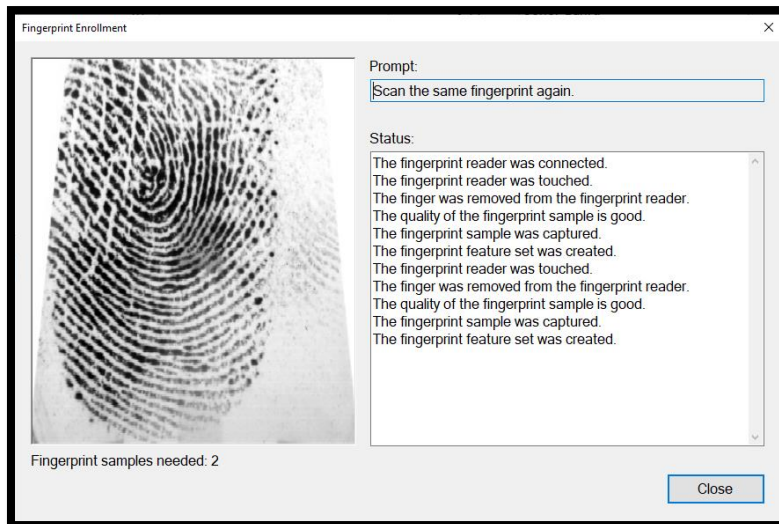 Fingerprint Enrollment
Prompt:
Scan the same fingerprint again.
Status:
The fingerprint reader was connected.
The fingerprint reader was touched.
The finger was removed from the fingerprint reader.
The quality of the fingerprint sample is good.
The fingerprint sample was captured.
The fingerprint feature set was created.
The fingerprint reader was touched.
The finger was removed from the fingerprint reader.
The quality of the fingerprint sample is good.
The fingerprint sample was captured.
The fingerprint feature set was created.
Fingerprint samples needed: 2
Close